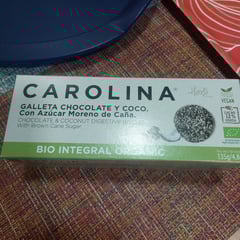 CAROLINA®
GALLETA CHOCOLATE Y COCO.
Con Azúcar Moreno de Caña.
CHOCOLATE & COCONUT DIGESTIVE
With Brown Cane Sugar.
VEGAN
BIO INTEGRAL ORGANIC